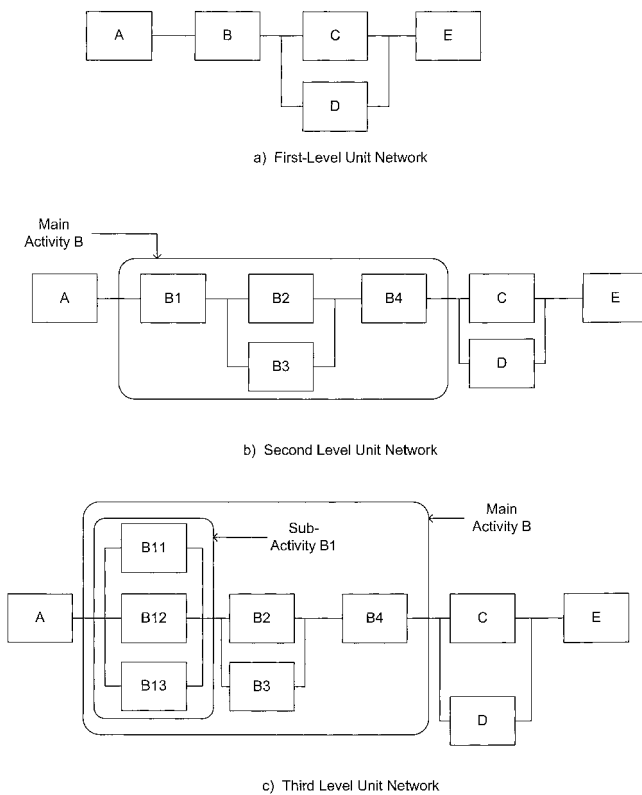 A
B
C
E
D
a) First-Level Unit Network
Main
Activity B
A
B1
B2
B4
C
E
B3
D
b) Second Level Unit Network
Main
Activity B
Sub-
Activity B1
B11
A
B12
B2
B4
C
E
B13
B3
D
c) Third Level Unit Network